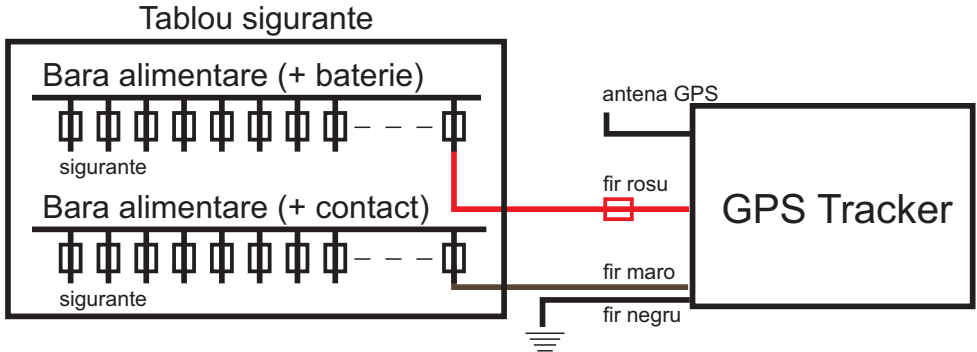 Tablou sigurante
Bara alimentare (+ baterie)
sigurante
Bara alimentare (+ contact)
sigurante
antena GPS
fir rosu
GPS Tracker
fir maro
fir negru